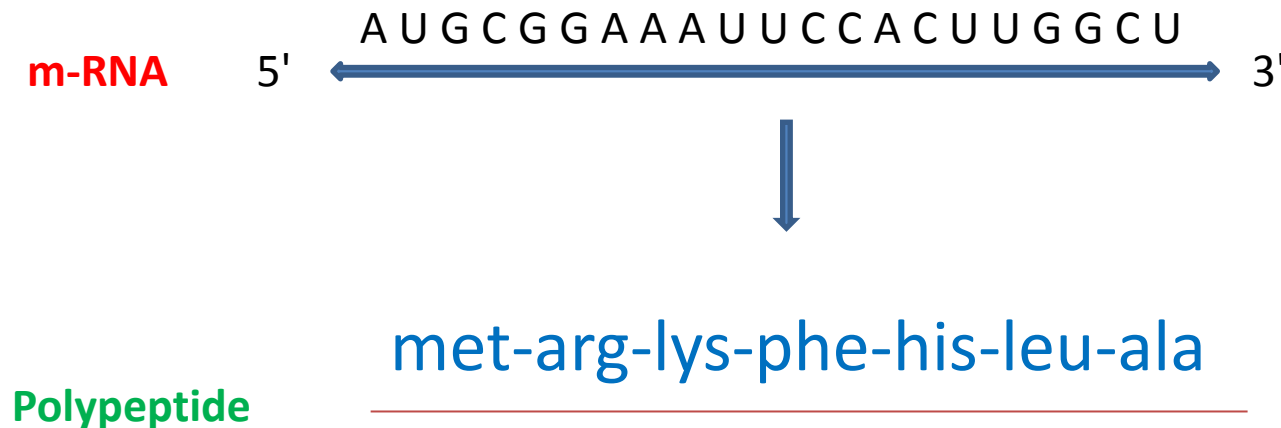 A U G C G G A A A U U C C A C U U G G C U
m-RNA 5' 3'
met-arg-lys-phe-his-leu-ala
Polypeptide